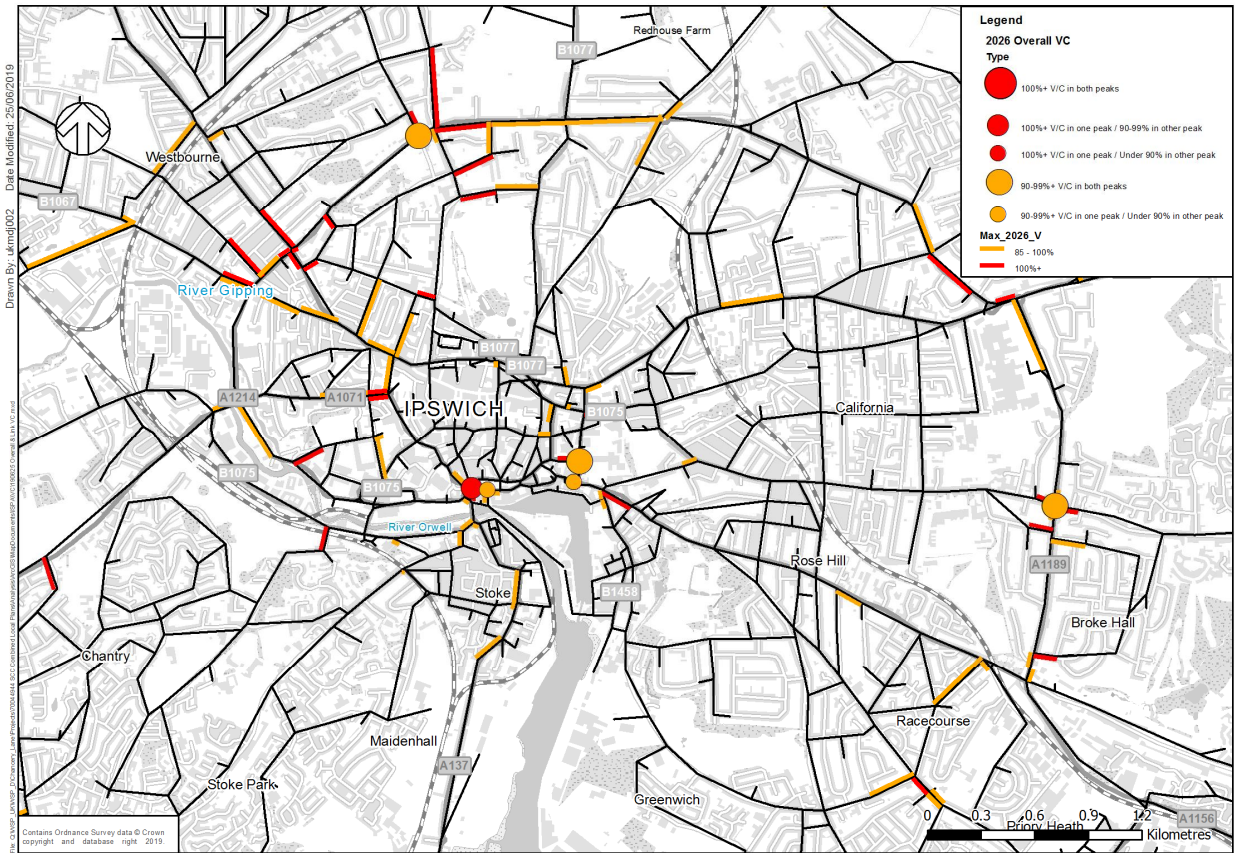 Legend
2026 Overall VC
Type
100%+ V/C in both peaks
100%+ V/C in one peak / 90-99% in other peak
100%+ V/C in one peak / Under 90% in other peak
90-99%+ V/C in both peaks
90-99%+ V/C in one peak / Under 90% in other peak
Max_2026_V
85 - 100%
100%+
Date Modified: 25/06/2019
Drawn By: ukmdj002
Redhouse Farm
B1077
Westbourne
B1067
River Gipping
B1077
B1077
A1214
A1071
IPSWICH
B1075
California
B1075
B1075
River Orwell
Rose Hill
A1189
Stoke
B1458
Broke Hall
Chantry
Racecourse
Maidenhall
A137
Stoke Park
Greenwich
0 0.3 0.6 0.9 1.2
Kilometres
Priory Heath
A1156
Contains Ordnance Survey data © Crown
copyright and database right 2019.